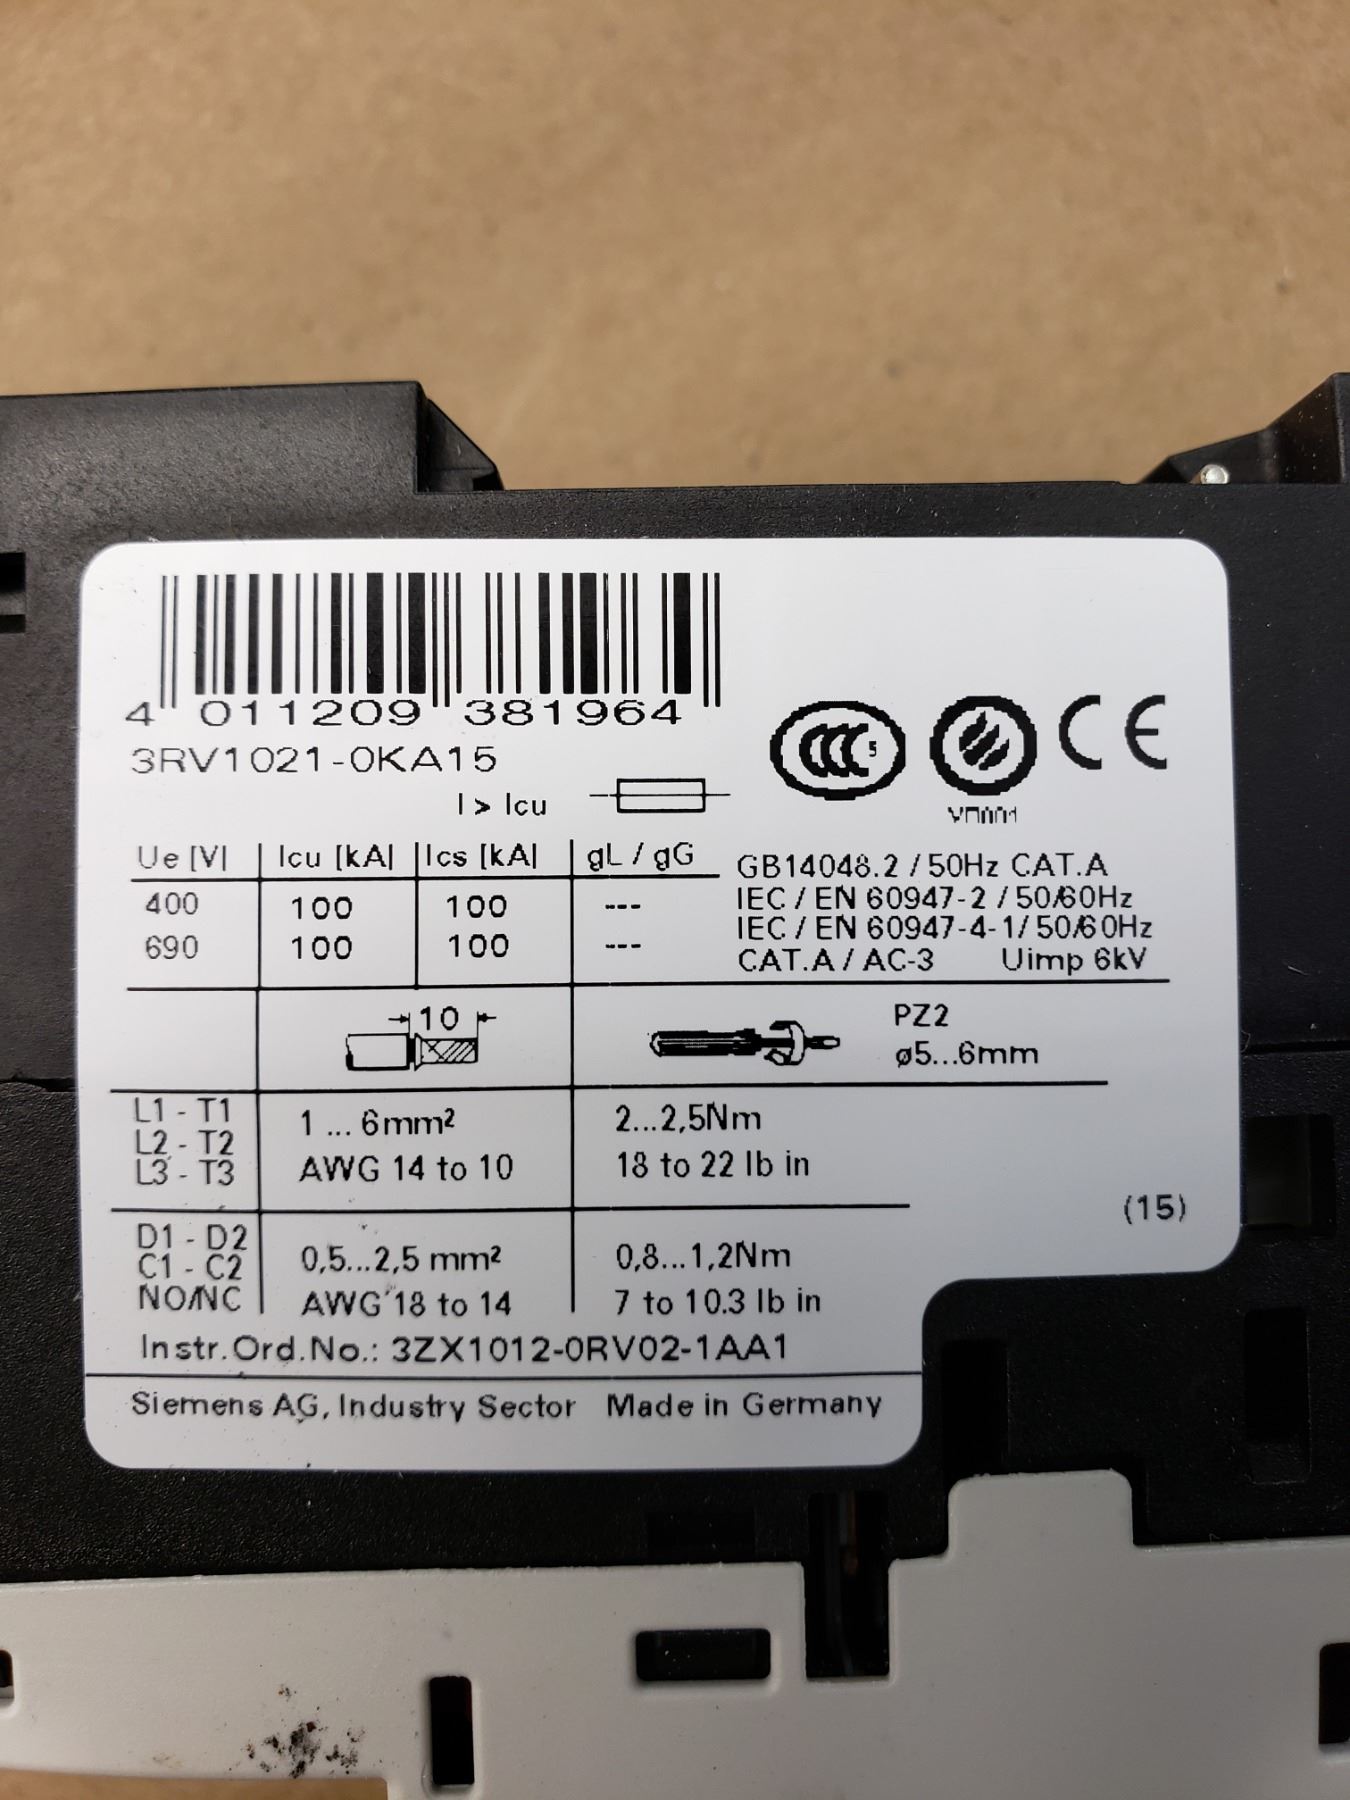 4 011209 381964
3RV1021-0KA15
I > Icu
Ue [V] Icu [kA] Ics [kA] gL / gG
400 100 100 ---
690 100 100 ---
CCC S
CE
GB14048.2 / 50Hz CAT.A
IEC / EN 60947-2 / 50/60Hz
IEC / EN 60947-4-1/ 50/60Hz
CAT.A / AC-3 Uimp 6kV
10
PZ2
ø5...6mm
L1 - T1
L2 - T2
L3 - T3
1 ... 6mm²
AWG 14 to 10
2...2,5Nm
18 to 22 lb in
(15)
D1 - D2
C1 - C2
NO/NC
0,5...2,5 mm²
AWG 18 to 14
0,8...1,2Nm
7 to 10.3 lb in
Instr.Ord.No.: 3ZX1012-0RV02-1AA1
Siemens AG, Industry Sector Made in Germany